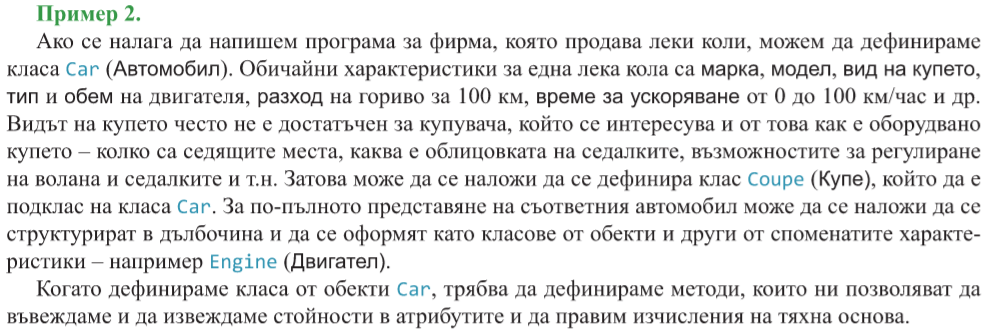 Пример 2.
Ако се налага да напишем програма за фирма, която продава леки коли, можем да дефинираме
класа Car (Автомобил). Обичайни характеристики за една лека кола са марка, модел, вид на купето,
тип и обем на двигателя, разход на гориво за 100 км, време за ускоряване от 0 до 100 км/час и др.
Видът на купето често не е достатъчен за купувача, който се интересува и от това как е оборудвано
купето – колко са седящите места, каква е облицовката на седалките, възможностите за регулиране
на волана и седалките и т.н. Затова може да се наложи да се дефинира клас Coupe (Купе), който да е
подклас на класа Car. За по-пълното представяне на съответния автомобил може да се наложи да се
структурират в дълбочина и да се оформят като класове от обекти и други от споменатите характе-
ристики – например Engine (Двигател).
Когато дефинираме класа от обекти Car, трябва да дефинираме методи, които ни позволяват да
въвеждаме и да извеждаме стойности в атрибутите и да правим изчисления на тяхна основа.